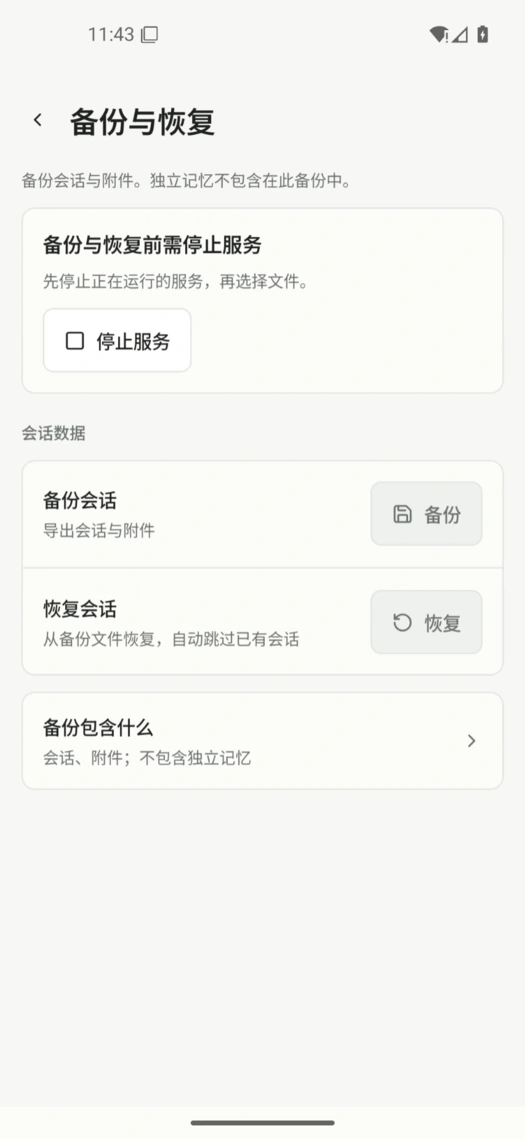 11:43
备份与恢复
备份会话与附件。独立记忆不包含在此备份中。
备份与恢复前需停止服务
先停止正在运行的服务，再选择文件。
停止服务
会话数据
备份会话
导出会话与附件
备份
恢复会话
从备份文件恢复，自动跳过已有会话
恢复
备份包含什么
会话、附件；不包含独立记忆